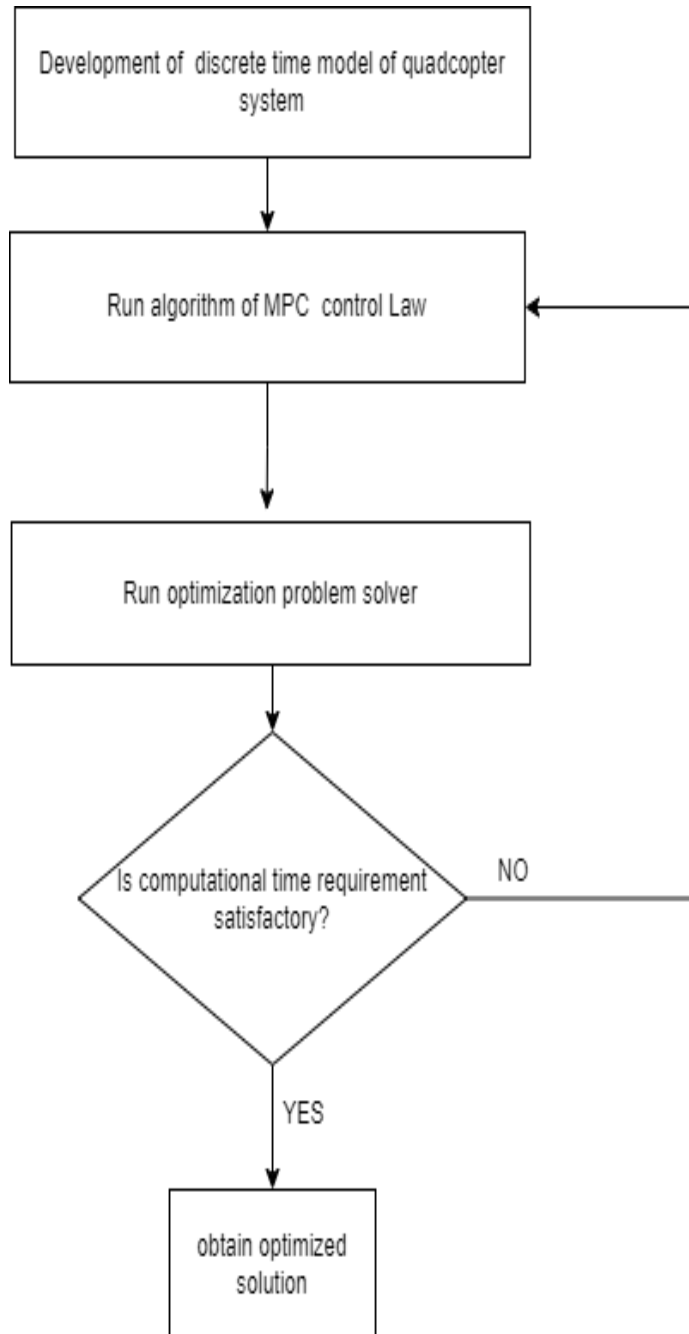 Development of discrete time model of quadcopter
system
Run algorithm of MPC control Law
Run optimization problem solver
Is computational time requirement
satisfactory?
NO
YES
obtain optimized
solution